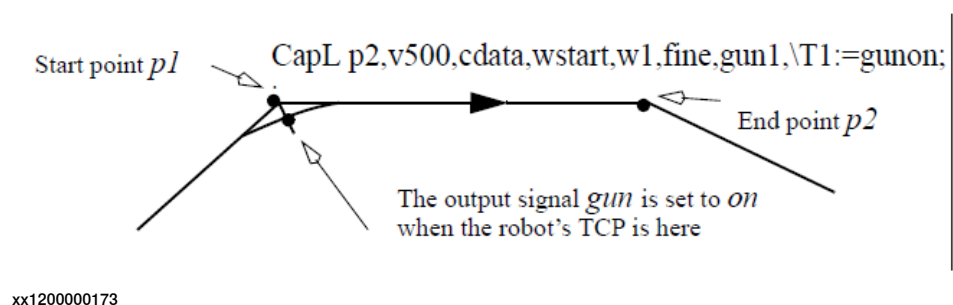 CapL p2,v500,cdata,wstart,w1,fine,gun1,\T1:=gunon;
Start point p1
End point p2
The output signal gun is set to on
when the robot's TCP is here
xx1200000173